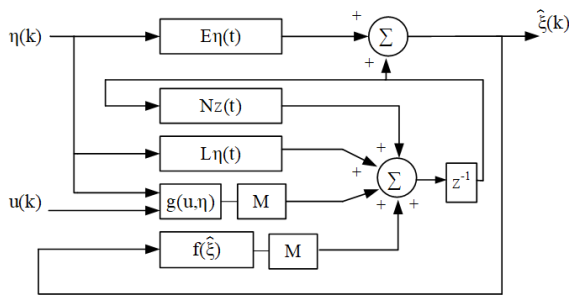 η(k)
Eη(t)
+
Σ
ξ̂(k)
+
Nz(t)
+
Lη(t)
+
Σ
z⁻¹
u(k)
g(u,η)
M
+
+
+
f(ξ̂)
M